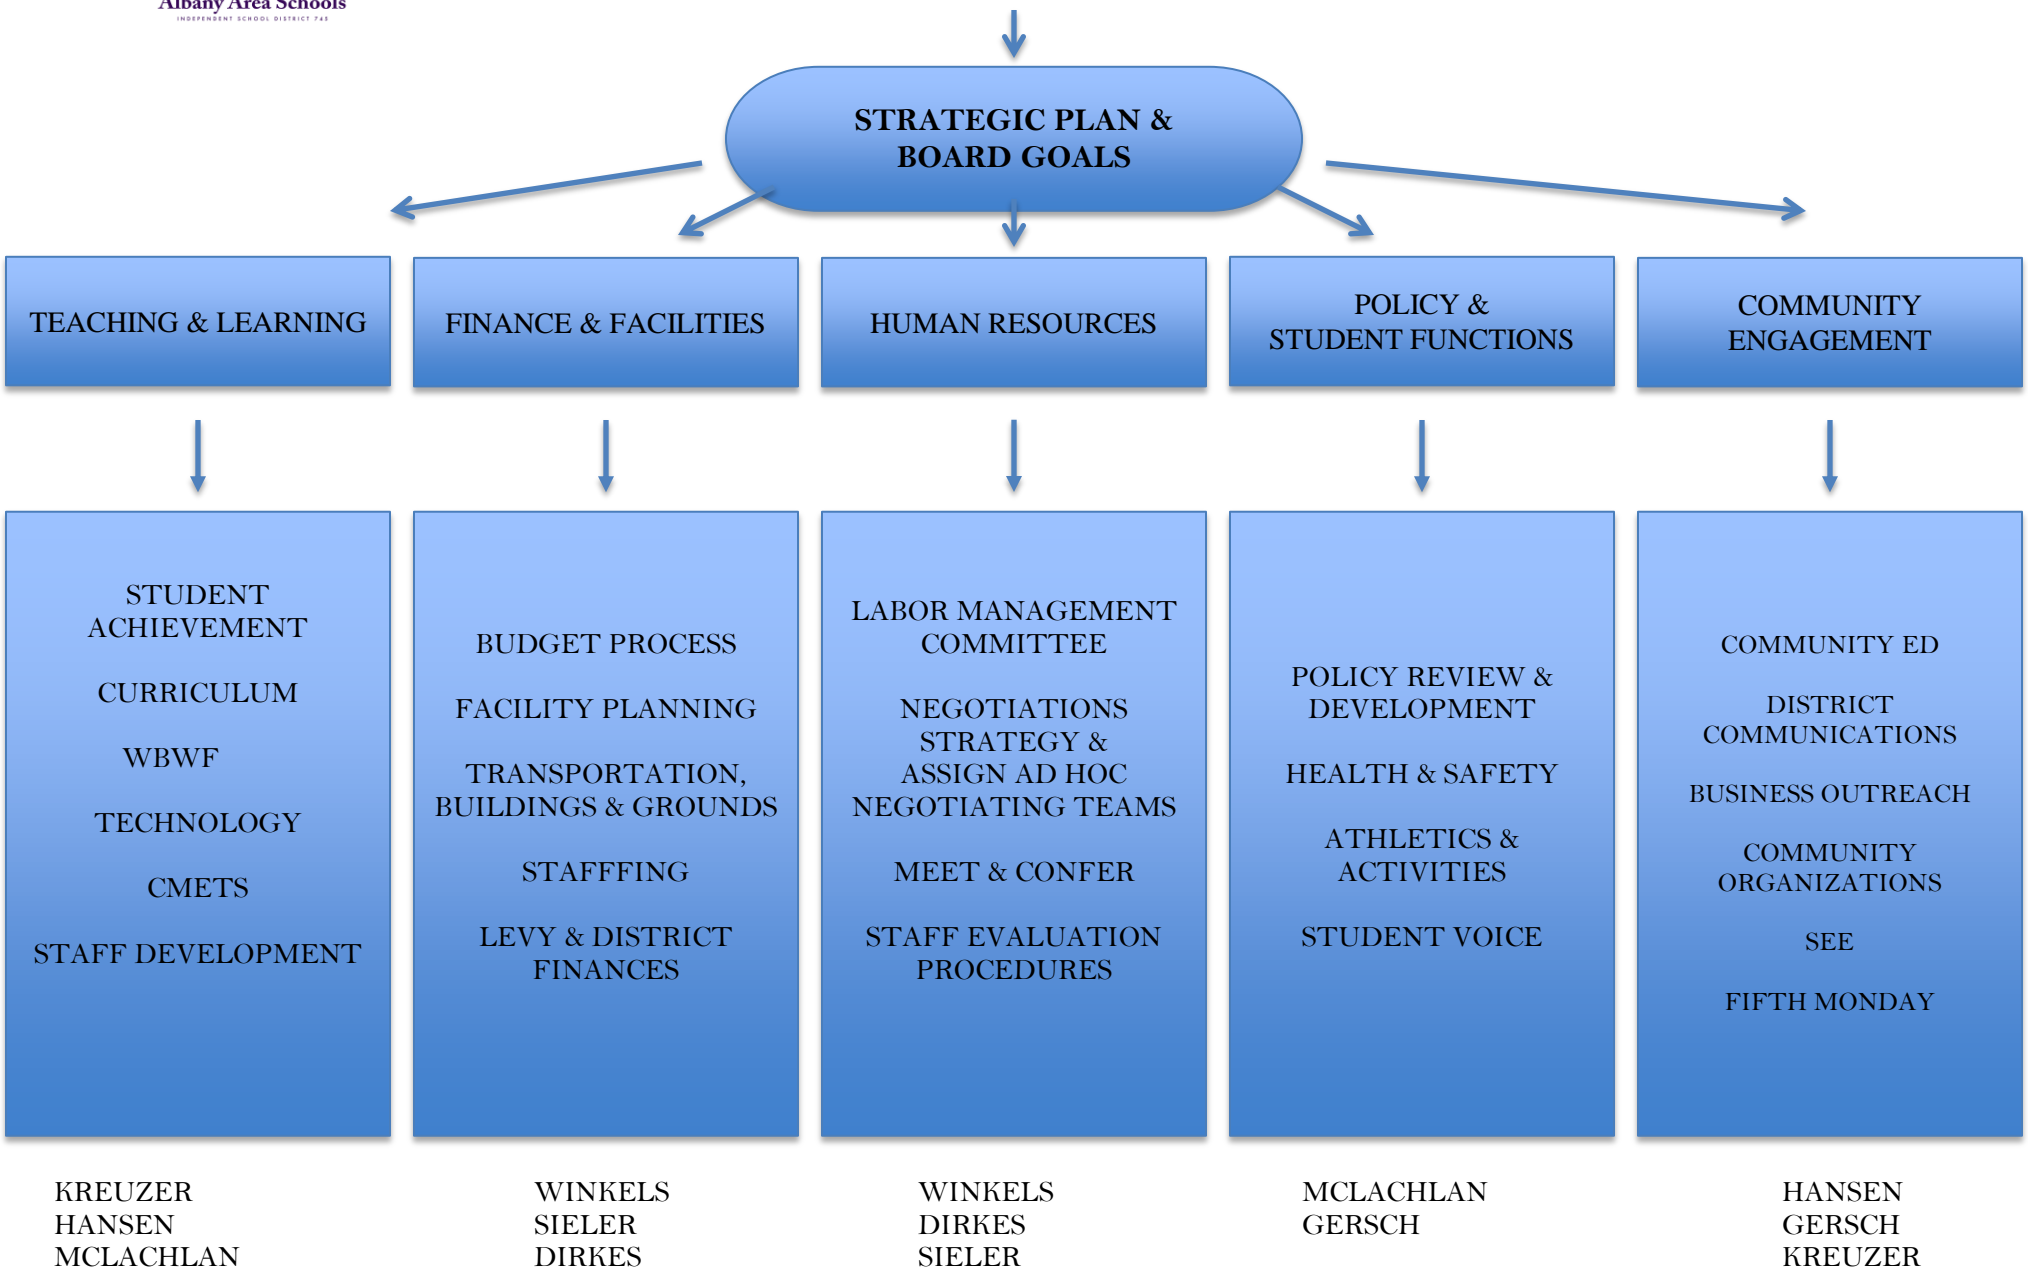 Albany Area Schools
INDEPENDENT SCHOOL DISTRICT 745
STRATEGIC PLAN &
BOARD GOALS
TEACHING & LEARNING
FINANCE & FACILITIES
HUMAN RESOURCES
POLICY &
STUDENT FUNCTIONS
COMMUNITY
ENGAGEMENT
STUDENT
ACHIEVEMENT
CURRICULUM
WBWF
TECHNOLOGY
CMETS
STAFF DEVELOPMENT
BUDGET PROCESS
FACILITY PLANNING
TRANSPORTATION,
BUILDINGS & GROUNDS
STAFFFING
LEVY & DISTRICT
FINANCES
LABOR MANAGEMENT
COMMITTEE
NEGOTIATIONS
STRATEGY &
ASSIGN AD HOC
NEGOTIATING TEAMS
MEET & CONFER
STAFF EVALUATION
PROCEDURES
POLICY REVIEW &
DEVELOPMENT
HEALTH & SAFETY
ATHLETICS &
ACTIVITIES
STUDENT VOICE
COMMUNITY ED
DISTRICT
COMMUNICATIONS
BUSINESS OUTREACH
COMMUNITY
ORGANIZATIONS
SEE
FIFTH MONDAY
KREUZER
HANSEN
MCLACHLAN
WINKELS
SIELER
DIRKES
WINKELS
DIRKES
SIELER
MCLACHLAN
GERSCH
HANSEN
GERSCH
KREUZER